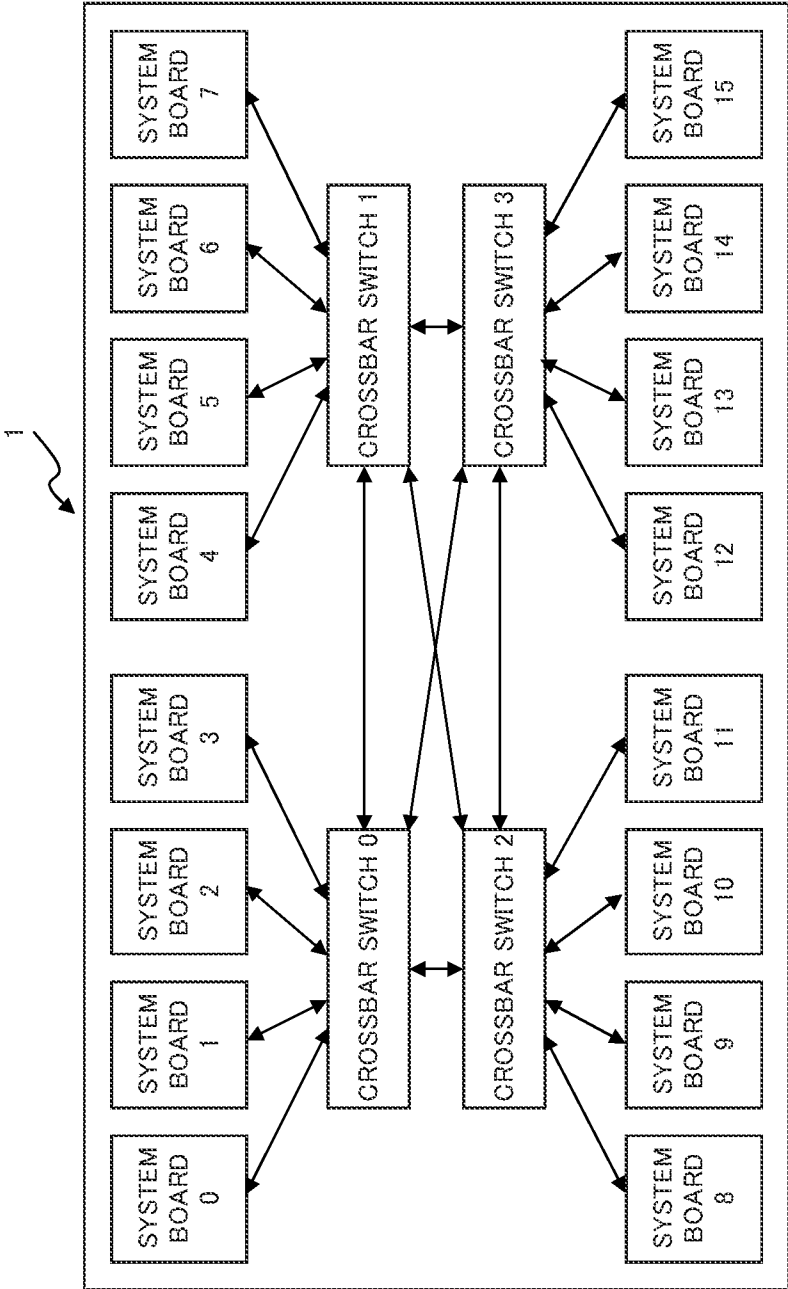 1
SYSTEM
BOARD
0
SYSTEM
BOARD
1
SYSTEM
BOARD
2
SYSTEM
BOARD
3
SYSTEM
BOARD
4
SYSTEM
BOARD
5
SYSTEM
BOARD
6
SYSTEM
BOARD
7
CROSSBAR SWITCH 0
CROSSBAR SWITCH 1
CROSSBAR SWITCH 2
CROSSBAR SWITCH 3
SYSTEM
BOARD
8
SYSTEM
BOARD
9
SYSTEM
BOARD
10
SYSTEM
BOARD
11
SYSTEM
BOARD
12
SYSTEM
BOARD
13
SYSTEM
BOARD
14
SYSTEM
BOARD
15